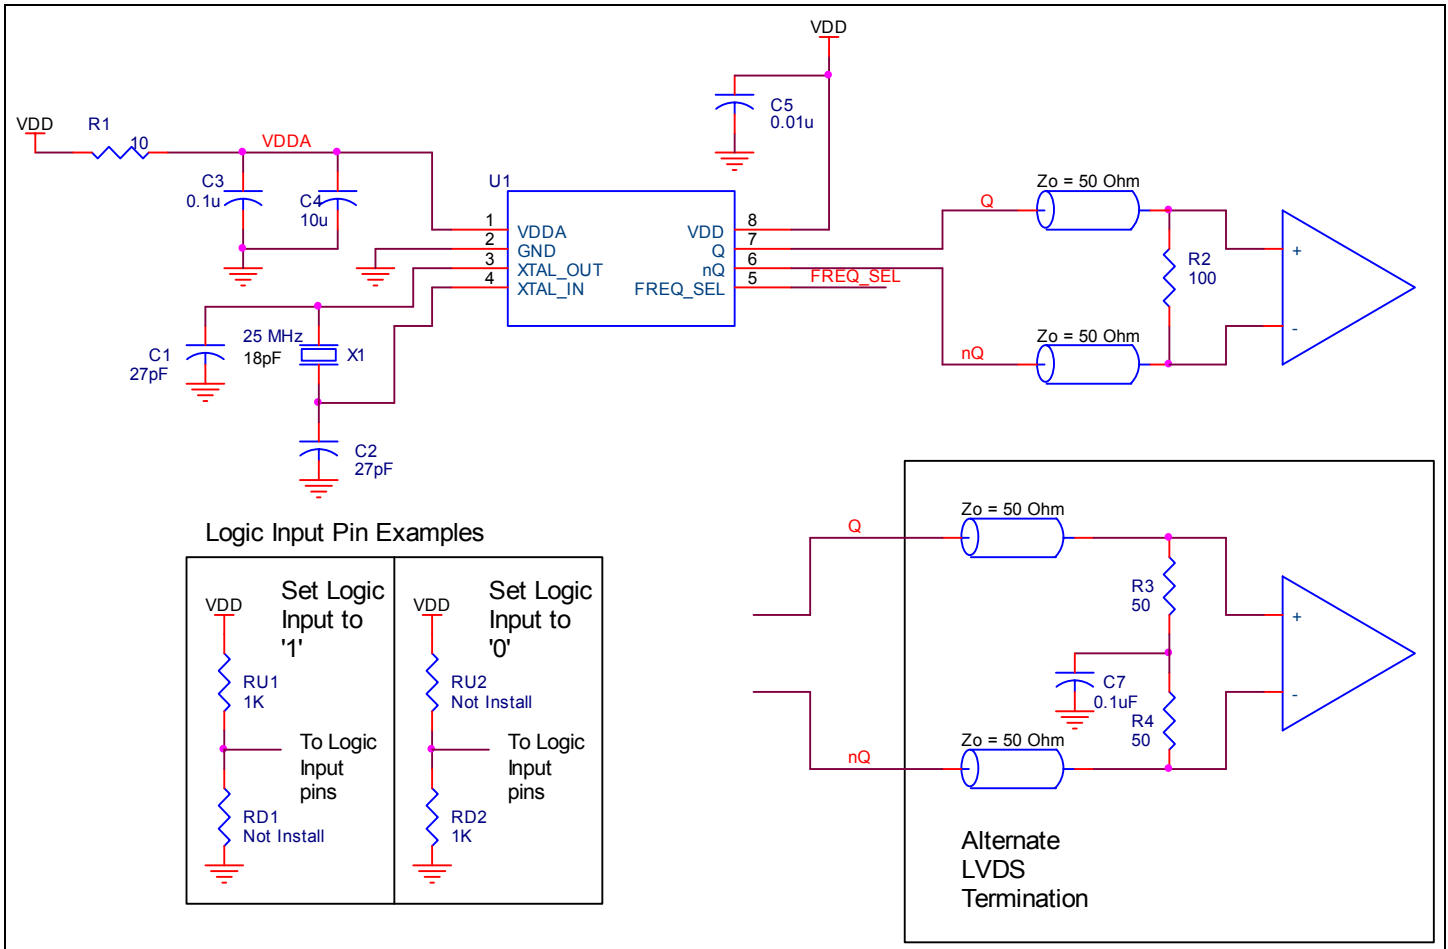 VDD
C5
0.01u
VDD
R1
10
VDDA
C3
0.1u
C4
10u
U1
1
VDDA
2
GND
3
XTAL_OUT
4
XTAL_IN
8
VDD
7
Q
6
nQ
5
FREQ_SEL
FREQ_SEL
Q
Zo = 50 Ohm
R2
100
+
-
nQ
Zo = 50 Ohm
C1
27pF
25 MHz
18pF
X1
C2
27pF
Logic Input Pin Examples
Set Logic
Input to
'1'
VDD
RU1
1K
To Logic
Input
pins
RD1
Not Install
Set Logic
Input to
'0'
VDD
RU2
Not Install
To Logic
Input
pins
RD2
1K
Q
Zo = 50 Ohm
R3
50
C7
0.1uF
R4
50
+
-
nQ
Zo = 50 Ohm
Alternate
LVDS
Termination